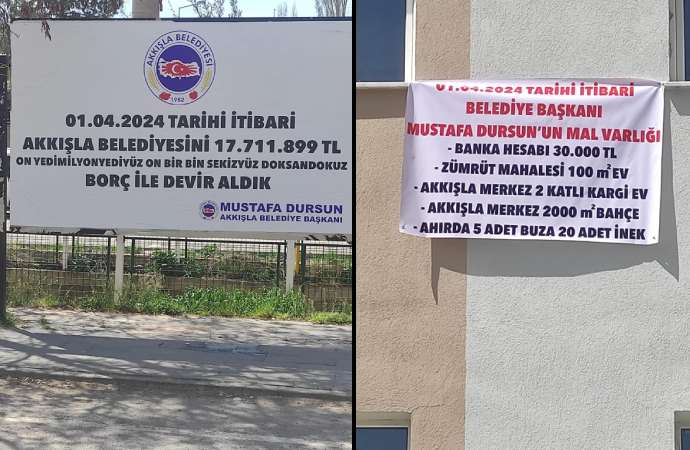 AKKIŞLA BELEDİYESİ
1952
01.04.2024 TARİHİ İTİBARİ
AKKIŞLA BELEDİYESİNİ 17.711.899 TL
ON YEDİMİLYONYEDİYÜZ ON BİR BİN SEKİZYÜZ DOKSANDOKUZ
BORÇ İLE DEVİR ALDIK
MUSTAFA DURSUN
AKKIŞLA BELEDİYE BAŞKANI
01.04.2024 TARİHİ İTİBARİ
BELEDİYE BAŞKANI
MUSTAFA DURSUN'UN MAL VARLIĞI
- BANKA HESABI 30.000 TL
- ZÜMRÜT MAHALESİ 100 m² EV
- AKKIŞLA MERKEZ 2 KATLI KARGİ EV
- AKKIŞLA MERKEZ 2000 m² BAHÇE
- AHIRDA 5 ADET BUZA 20 ADET İNEK